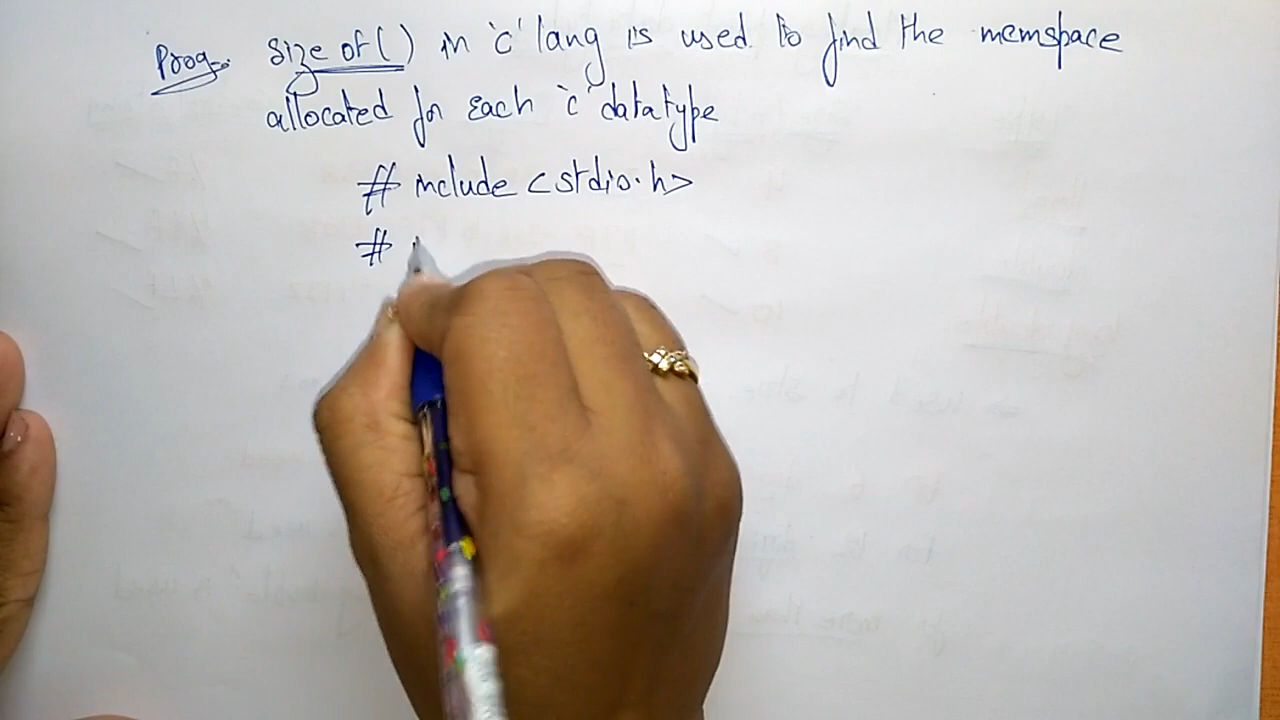 Prog. size of() in 'c' lang is used to find the memspace
allocated for each 'c' datatype
# include <stdio.h>
#